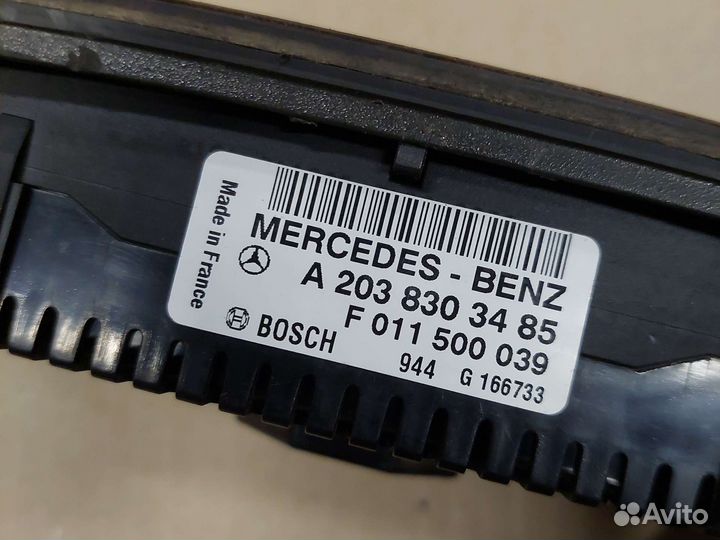 MERCEDES - BENZ
A 203 830 34 85
F 011 500 039
BOSCH 944 G 166733
Made in France
Avito